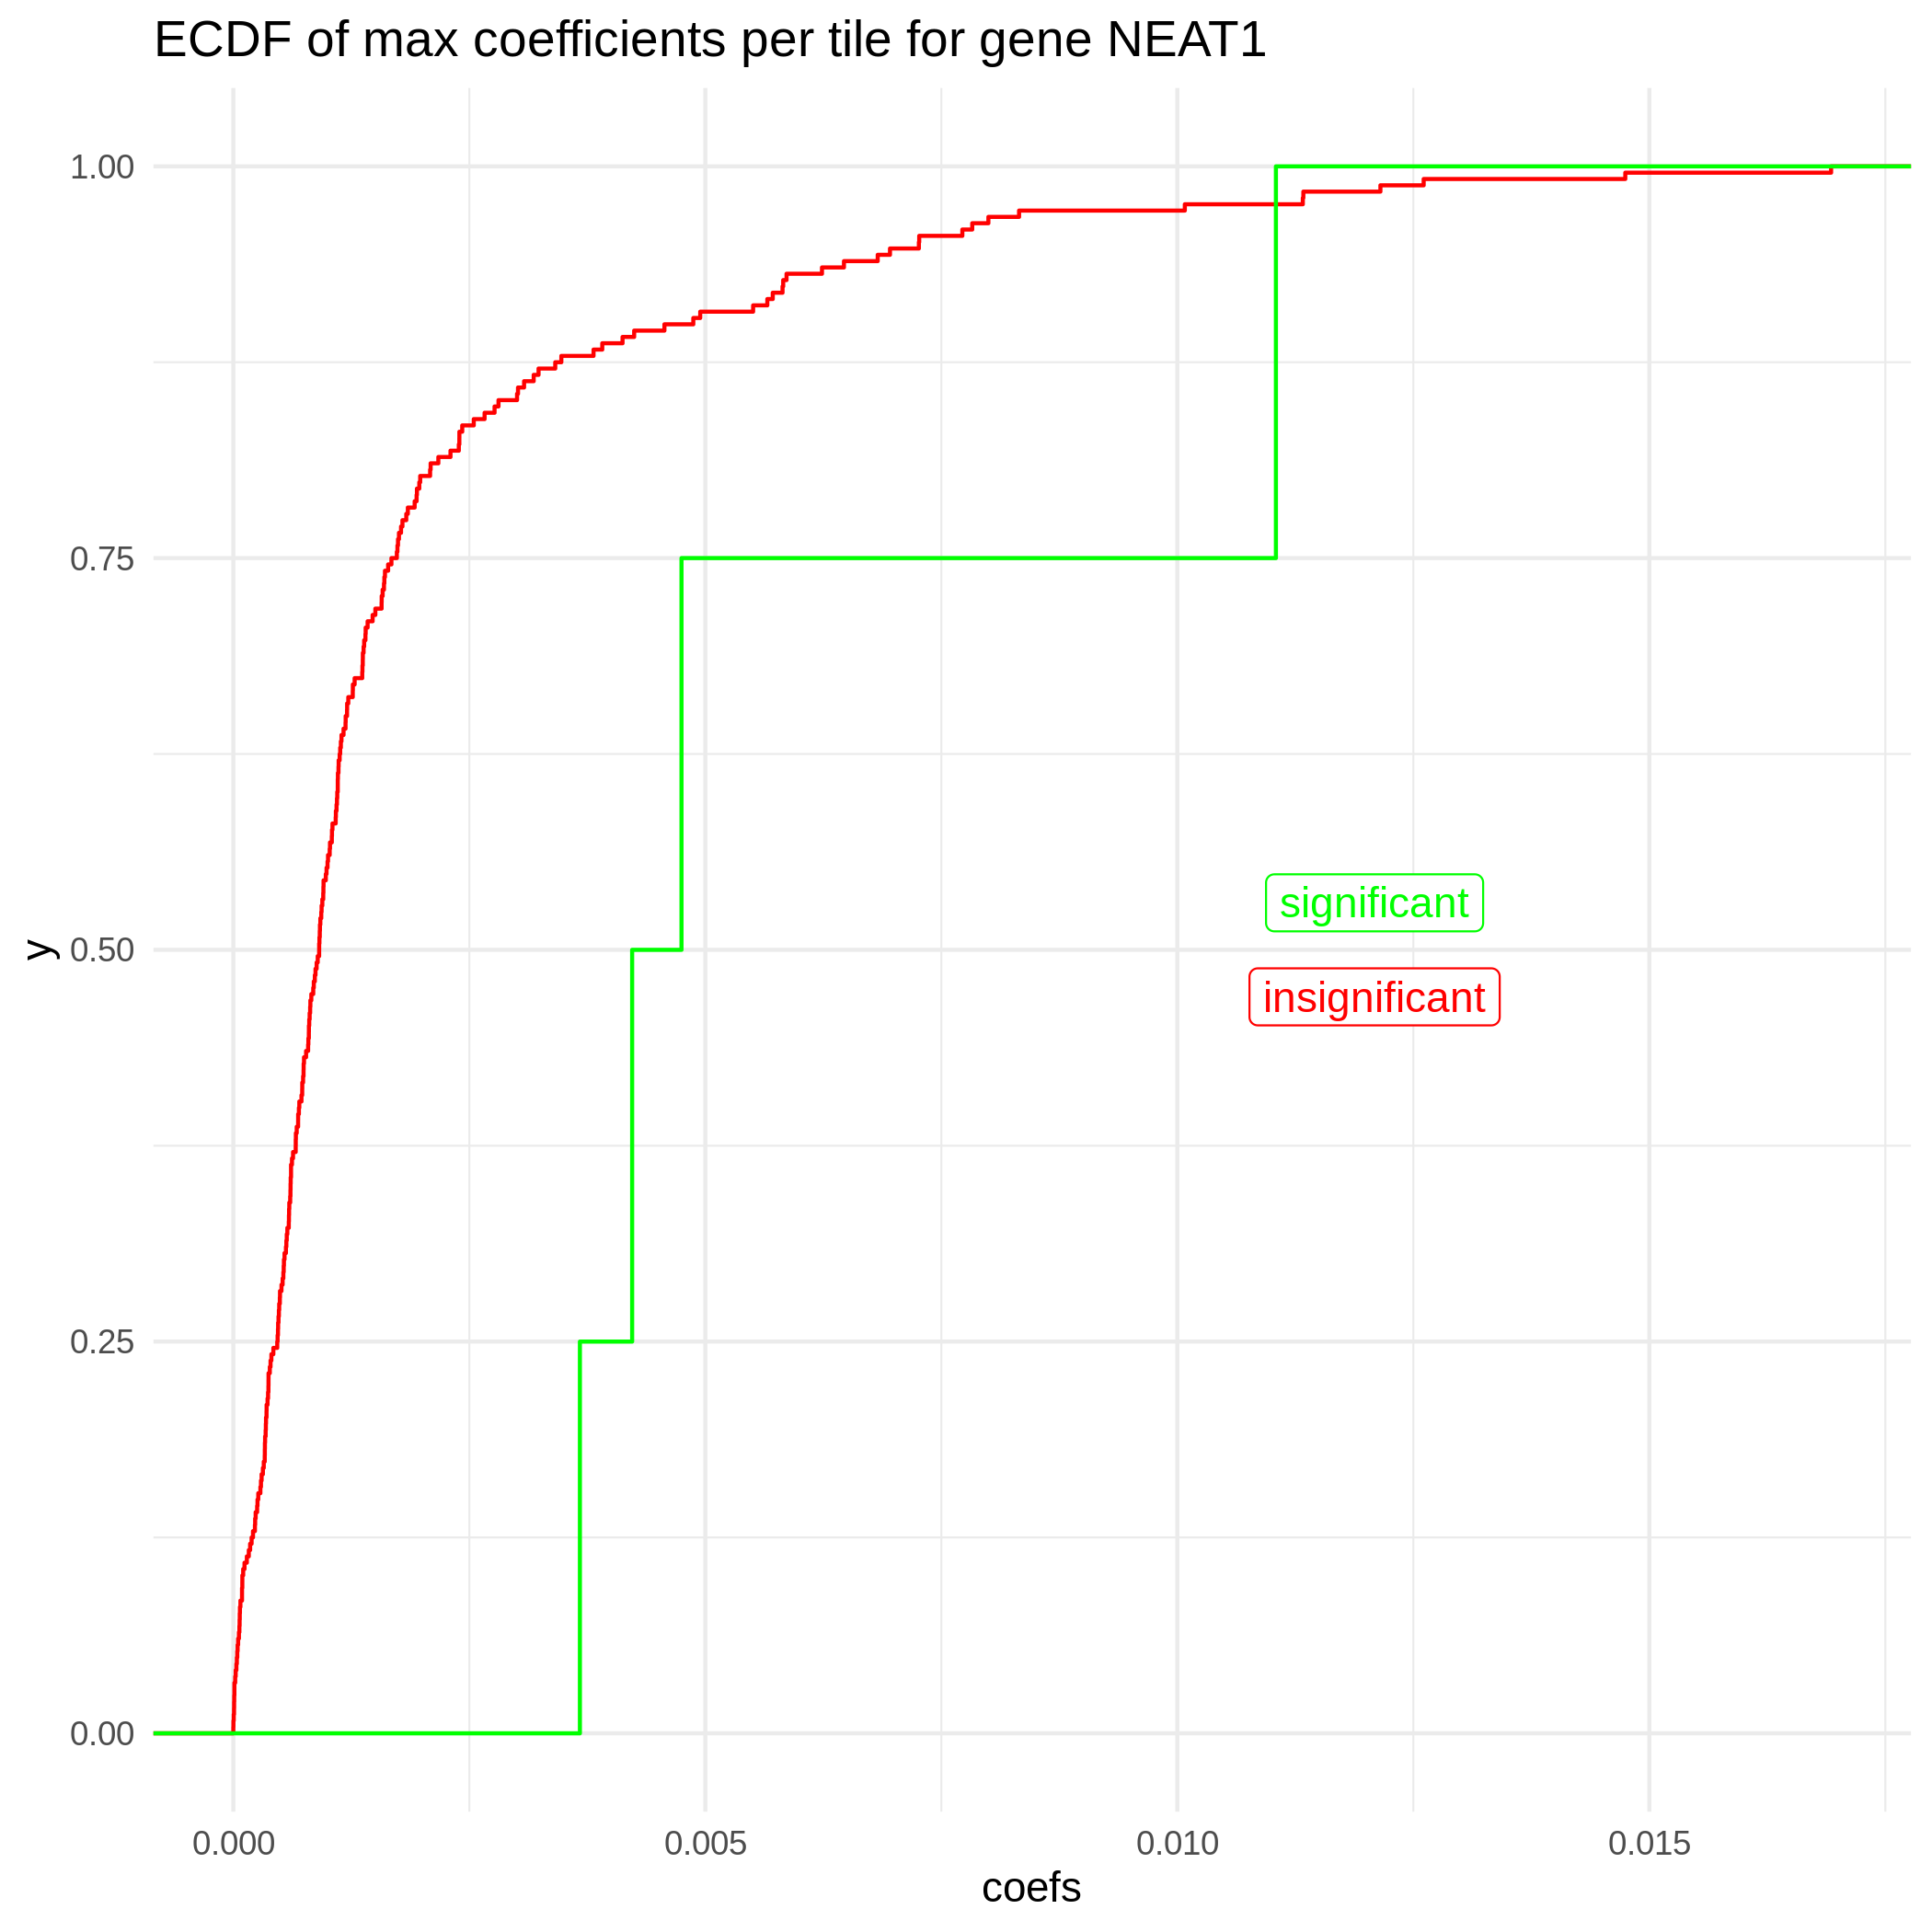 ECDF of max coefficients per tile for gene NEAT1
1.00
0.75
0.50
0.25
0.00
y
significant
insignificant
0.000 0.005 0.010 0.015
coefs